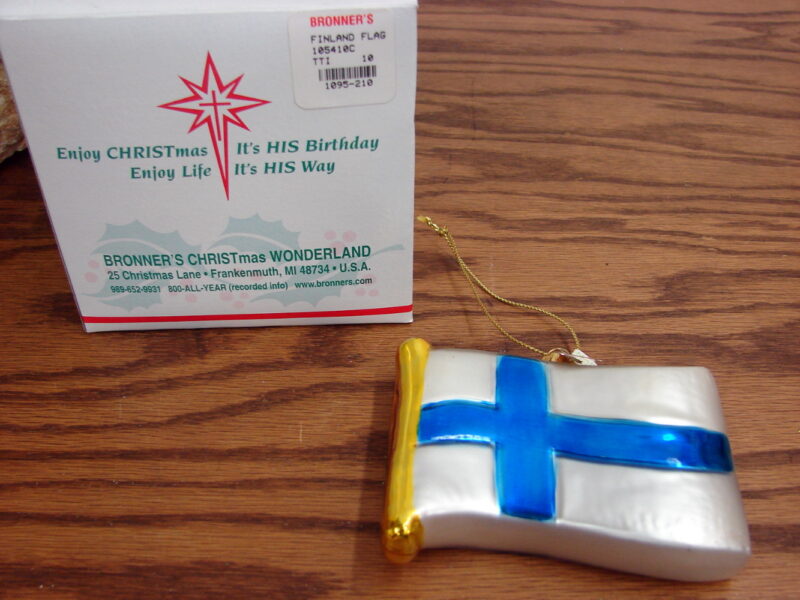 BRONNER'S
FINLAND FLAG
105410C
TTI 10
1095-210
Enjoy CHRISTmas It's HIS Birthday
Enjoy Life It's HIS Way
BRONNER'S CHRISTmas WONDERLAND
25 Christmas Lane • Frankenmuth, MI 48734 • U.S.A.
989-652-9931 800-ALL-YEAR (recorded info) www.bronners.com